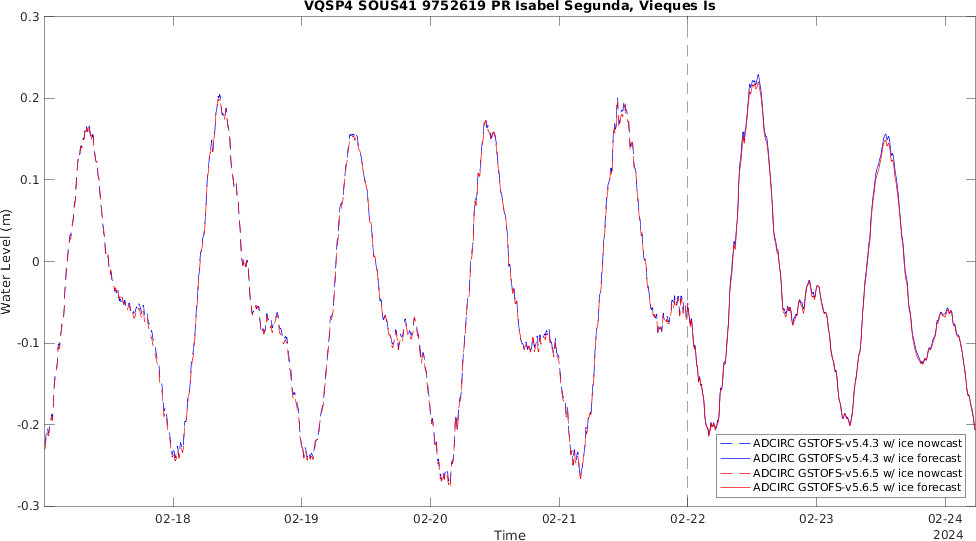 VQSP4 SOUS41 9752619 PR Isabel Segunda, Vieques Is
0.3
0.2
0.1
0
-0.1
-0.2
-0.3
Water Level (m)
ADCIRC GSTOFS-v5.4.3 w/ ice nowcast
ADCIRC GSTOFS-v5.4.3 w/ ice forecast
ADCIRC GSTOFS-v5.6.5 w/ ice nowcast
ADCIRC GSTOFS-v5.6.5 w/ ice forecast
02-18 02-19 02-20 02-21 02-22 02-23 02-24
2024
Time